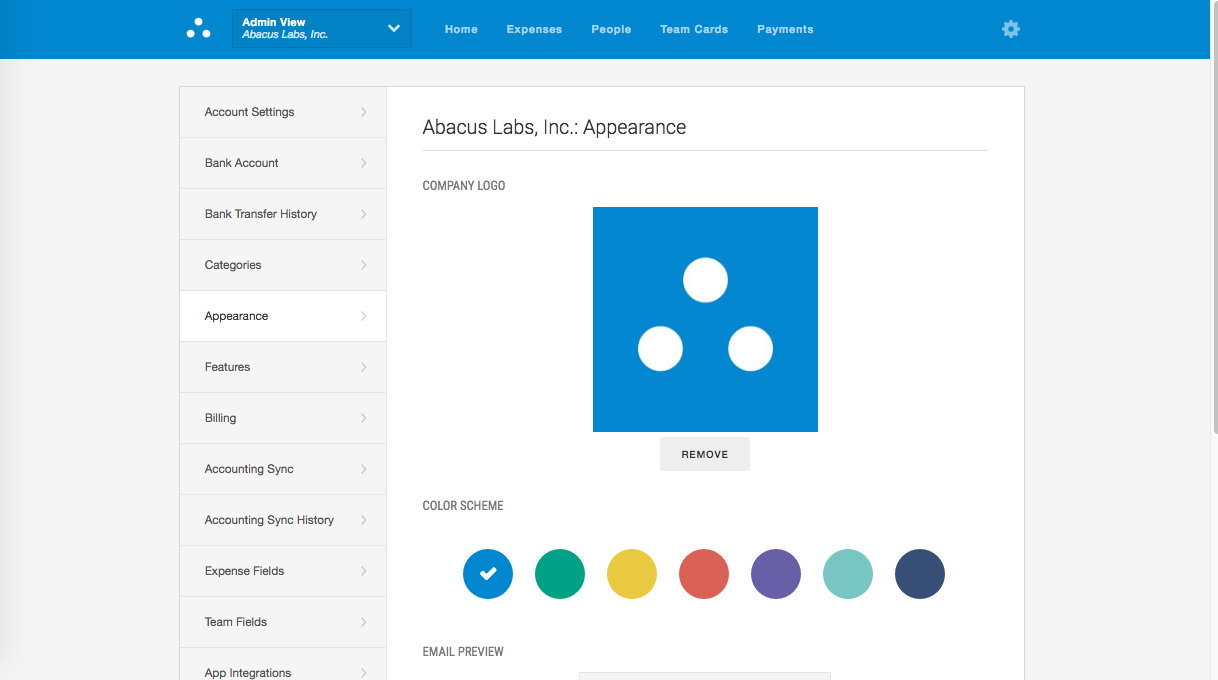 Admin View
Abacus Labs, Inc.
Home
Expenses
People
Team Cards
Payments
Account Settings
Bank Account
Bank Transfer History
Categories
Appearance
Features
Billing
Accounting Sync
Accounting Sync History
Expense Fields
Team Fields
App Integrations
Abacus Labs, Inc.: Appearance
COMPANY LOGO
REMOVE
COLOR SCHEME
EMAIL PREVIEW